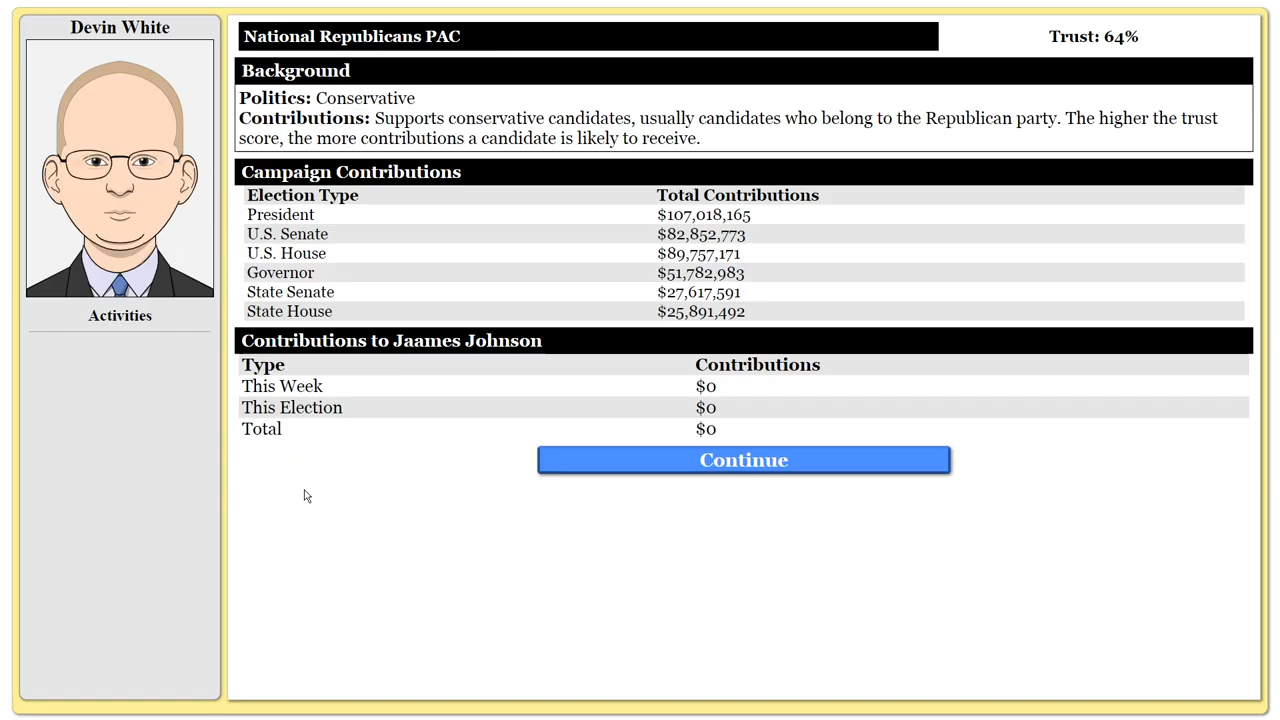 Devin White
Activities
National Republicans PAC
Trust: 64%
Background
Politics: Conservative
Contributions: Supports conservative candidates, usually candidates who belong to the Republican party. The higher the trust
score, the more contributions a candidate is likely to receive.
Campaign Contributions
Election Type Total Contributions
President $107,018,165
U.S. Senate $82,852,773
U.S. House $89,757,171
Governor $51,782,983
State Senate $27,617,591
State House $25,891,492
Contributions to Jaames Johnson
Type Contributions
This Week $0
This Election $0
Total $0
Continue